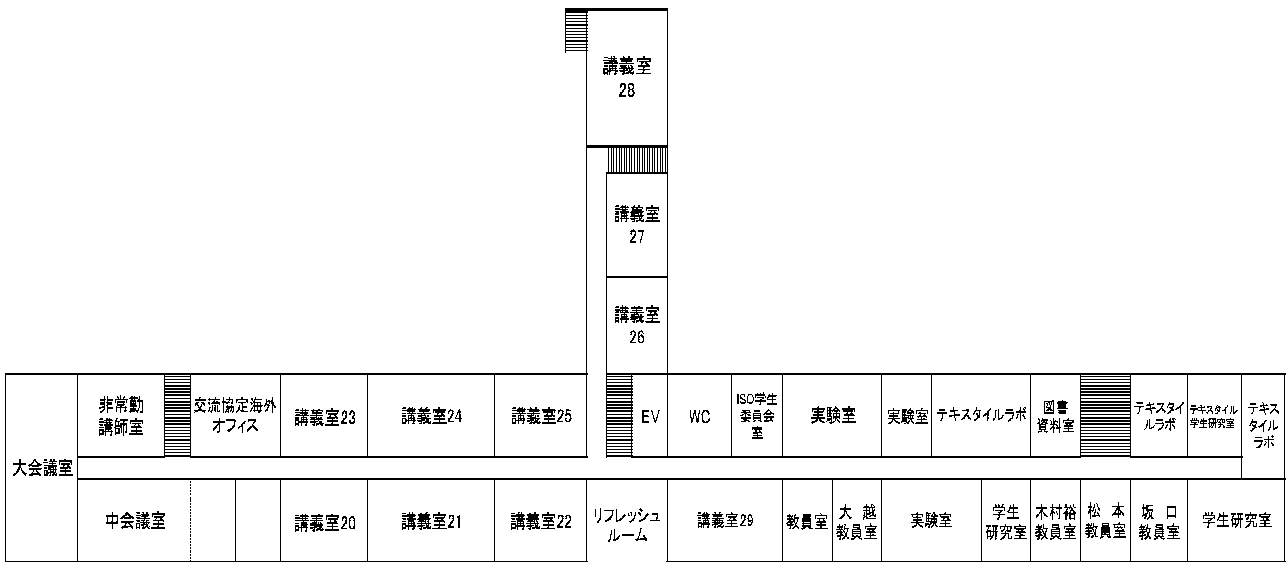 講義室
28
講義室
27
講義室
26
非常勤
講師室
交流協定海外
オフィス
講義室23
講義室24
講義室25
EV
WC
ISO学生
委員会
室
実験室
実験室
テキスタイルラボ
図書
資料室
テキスタイ
ルラボ
テキスタイル
学生研究室
テキス
タイル
ラボ
大会議室
中会議室
講義室20
講義室21
講義室22
リフレッシュ
ルーム
講義室29
教員室
大 越
教員室
実験室
学生
研究室
木村裕
教員室
松 本
教員室
坂 口
教員室
学生研究室